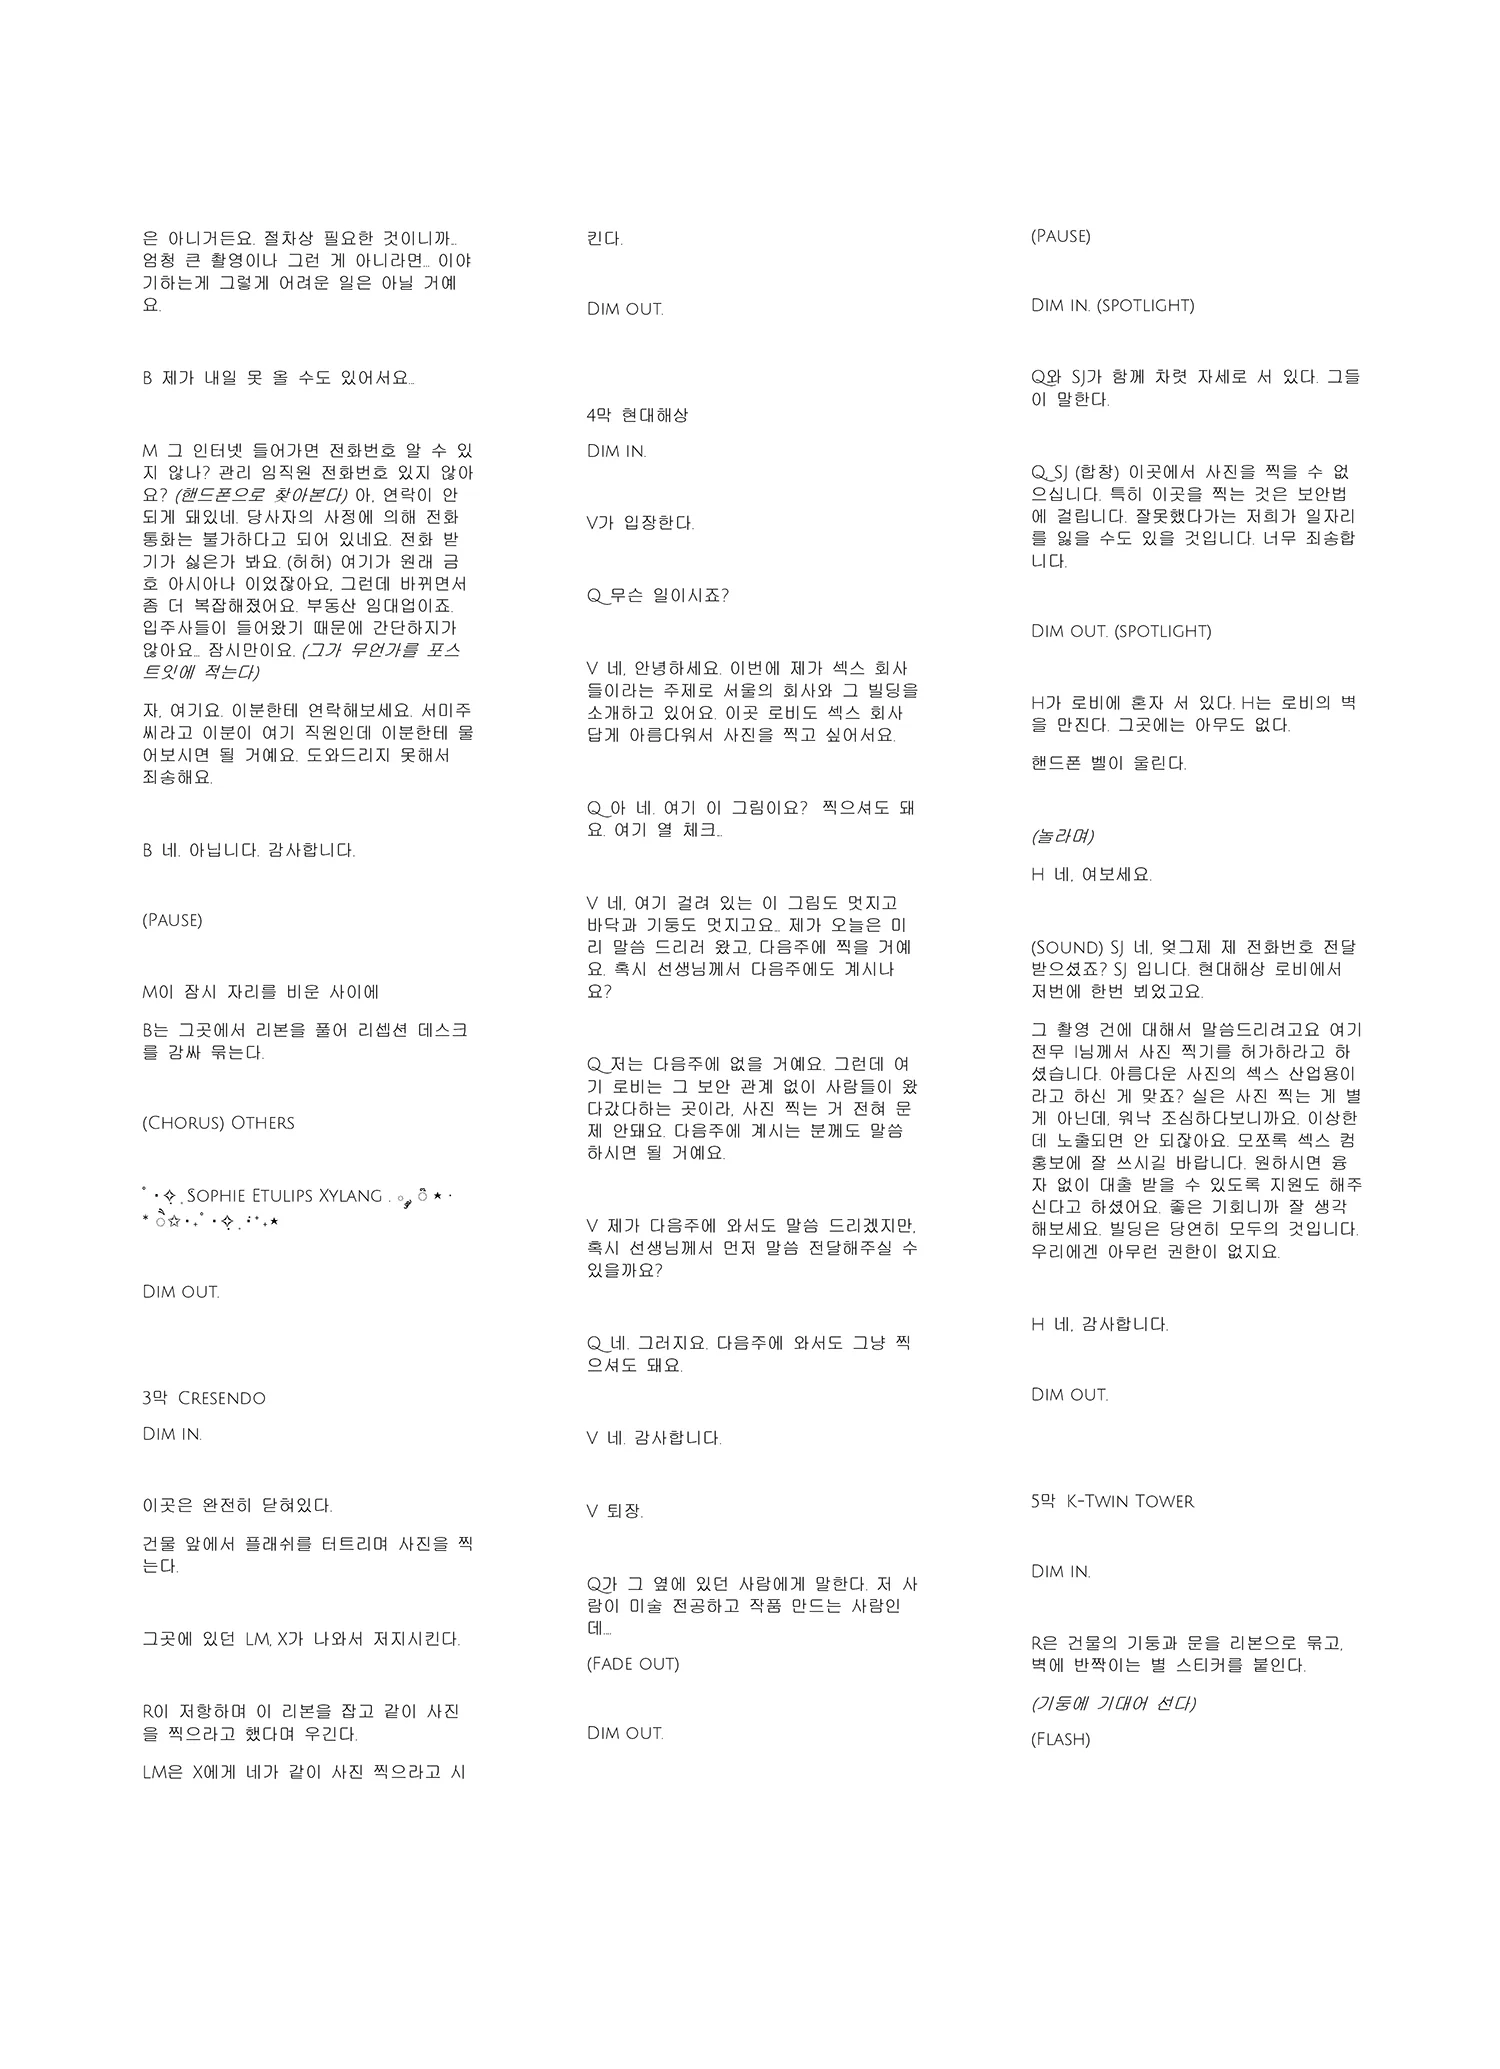 은 아니거든요. 절차상 필요한 것이니까...
엄청 큰 촬영이나 그런 게 아니라면... 이야
기하는게 그렇게 어려운 일은 아닐 거예
요.
B 제가 내일 못 올 수도 있어서요...
M 그 인터넷 들어가면 전화번호 알 수 있
지 않나? 관리 임직원 전화번호 있지 않아
요? (핸드폰으로 찾아본다) 아, 연락이 안
되게 돼있네. 당사자의 사정에 의해 전화
통화는 불가하다고 되어 있네요. 전화 받
기가 싫은가 봐요. (허허) 여기가 원래 금
호 아시아나 이었잖아요, 그런데 바뀌면서
좀 더 복잡해졌어요. 부동산 임대업이죠.
입주사들이 들어왔기 때문에 간단하지가
않아요... 잠시만이요. (그가 무언가를 포스
트잇에 적는다)
자, 여기요. 이분한테 연락해보세요. 서미주
씨라고 이분이 여기 직원인데 이분한테 물
어보시면 될 거예요. 도와드리지 못해서
죄송해요.
B 네. 아닙니다. 감사합니다.
(Pause)
M이 잠시 자리를 비운 사이에
B는 그곳에서 리본을 풀어 리셉션 데스크
를 감싸 묶는다.
(Chorus) Others
Sophie Etulips Xylang
Dim out.
3막 Cresendo
Dim in.
이곳은 완전히 닫혀있다.
건물 앞에서 플래쉬를 터트리며 사진을 찍
는다.
그곳에 있던 LM, X가 나와서 저지시킨다.
R이 저항하며 이 리본을 잡고 같이 사진
을 찍으라고 했다며 우긴다.
LM은 X에게 네가 같이 사진 찍으라고 시
킨다.
Dim out.
4막 현대해상
Dim in.
V가 입장한다.
Q 무슨 일이시죠?
V 네, 안녕하세요. 이번에 제가 섹스 회사
들이라는 주제로 서울의 회사와 그 빌딩을
소개하고 있어요. 이곳 로비도 섹스 회사
답게 아름다워서 사진을 찍고 싶어서요.
Q 아 네. 여기 이 그림이요? 찍으셔도 돼
요. 여기 열 체크...
V 네, 여기 걸려 있는 이 그림도 멋지고
바닥과 기둥도 멋지고요... 제가 오늘은 미
리 말씀 드리러 왔고, 다음주에 찍을 거예
요. 혹시 선생님께서 다음주에도 계시나
요?
Q 저는 다음주에 없을 거예요. 그런데 여
기 로비는 그 보안 관계 없이 사람들이 왔
다갔다하는 곳이라, 사진 찍는 거 전혀 문
제 안돼요. 다음주에 계시는 분께도 말씀
하시면 될 거예요.
V 제가 다음주에 와서도 말씀 드리겠지만,
혹시 선생님께서 먼저 말씀 전달해주실 수
있을까요?
Q 네. 그러지요. 다음주에 와서도 그냥 찍
으셔도 돼요.
V 네. 감사합니다.
V 퇴장.
Q가 그 옆에 있던 사람에게 말한다. 저 사
람이 미술 전공하고 작품 만드는 사람인
데....
(Fade out)
Dim out.
(Pause)
Dim in. (spotlight)
Q와 SJ가 함께 차렷 자세로 서 있다. 그들
이 말한다.
Q, SJ (합창) 이곳에서 사진을 찍을 수 없
으십니다. 특히 이곳을 찍는 것은 보안법
에 걸립니다. 잘못했다가는 저희가 일자리
를 잃을 수도 있을 것입니다. 너무 죄송합
니다.
Dim out. (spotlight)
H가 로비에 혼자 서 있다. H는 로비의 벽
을 만진다. 그곳에는 아무도 없다.
핸드폰 벨이 울린다.
(놀라며)
H 네, 여보세요.
(Sound) SJ 네, 엊그제 제 전화번호 전달
받으셨죠? SJ 입니다. 현대해상 로비에서
저번에 한번 뵈었고요.
그 촬영 건에 대해서 말씀드리려고요 여기
전무 I님께서 사진 찍기를 허가하라고 하
셨습니다. 아름다운 사진의 섹스 산업용이
라고 하신 게 맞죠? 실은 사진 찍는 게 별
게 아닌데, 워낙 조심하다보니까요. 이상한
데 노출되면 안 되잖아요. 모쪼록 섹스 컴
홍보에 잘 쓰시길 바랍니다. 원하시면 융
자 없이 대출 받을 수 있도록 지원도 해주
신다고 하셨어요. 좋은 기회니까 잘 생각
해보세요. 빌딩은 당연히 모두의 것입니다.
우리에겐 아무런 권한이 없지요.
H 네, 감사합니다.
Dim out.
5막 K-Twin Tower
Dim in.
R은 건물의 기둥과 문을 리본으로 묶고,
벽에 반짝이는 별 스티커를 붙인다.
(기둥에 기대어 선다)
(Flash)